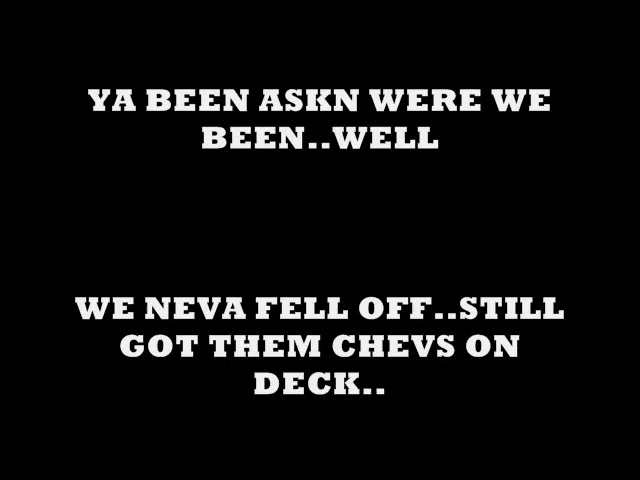 YA BEEN ASKN WERE WE
BEEN..WELL
WE NEVA FELL OFF..STILL
GOT THEM CHEVS ON
DECK..